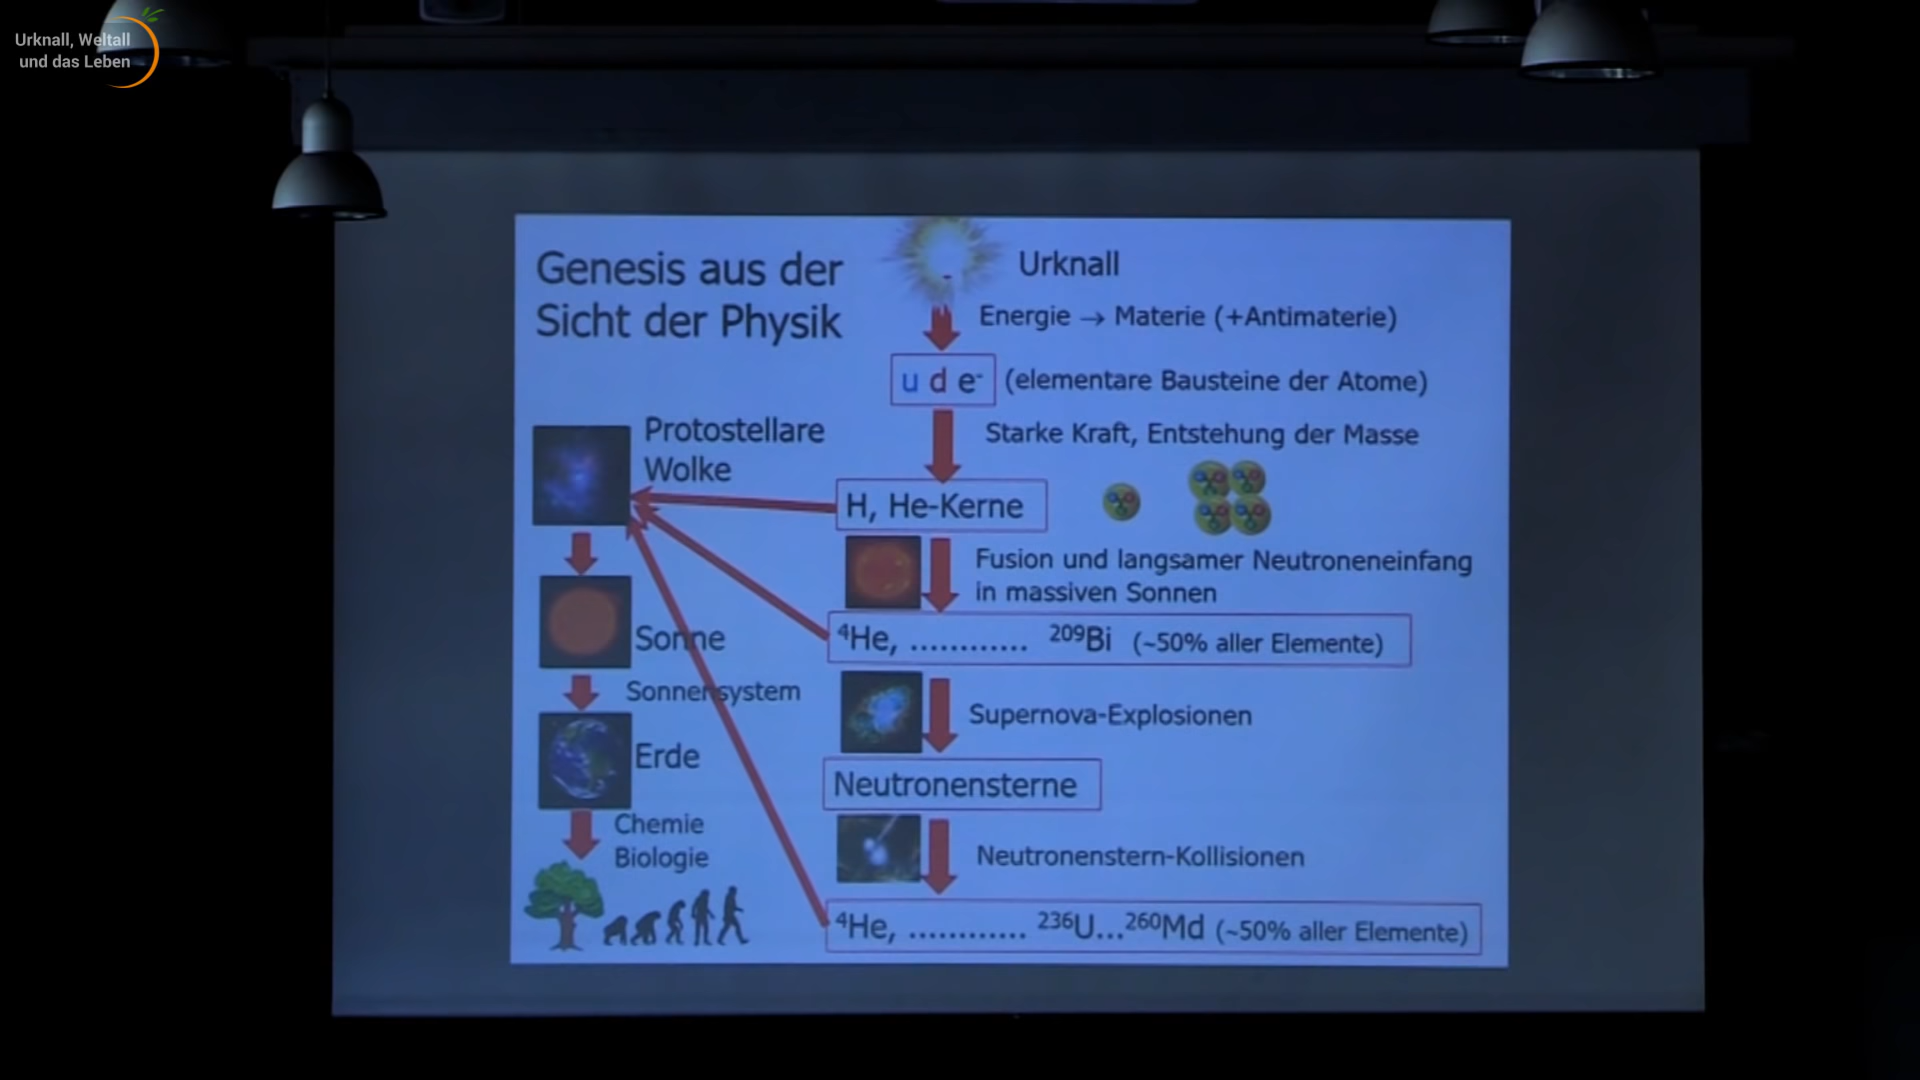 Urknall, Weltall
und das Leben
Genesis aus der
Sicht der Physik
Urknall
Energie → Materie (+Antimaterie)
u d e⁻ (elementare Bausteine der Atome)
Starke Kraft, Entstehung der Masse
Protostellare
Wolke
H, He-Kerne
Fusion und langsamer Neutroneneinfang
in massiven Sonnen
⁴He, ............ ²⁰⁹Bi (~50% aller Elemente)
Sonne
Sonnensystem
Supernova-Explosionen
Erde
Neutronensterne
Chemie
Biologie
Neutronenstern-Kollisionen
⁴He, ............ ²³⁶U...²⁶⁰Md (~50% aller Elemente)